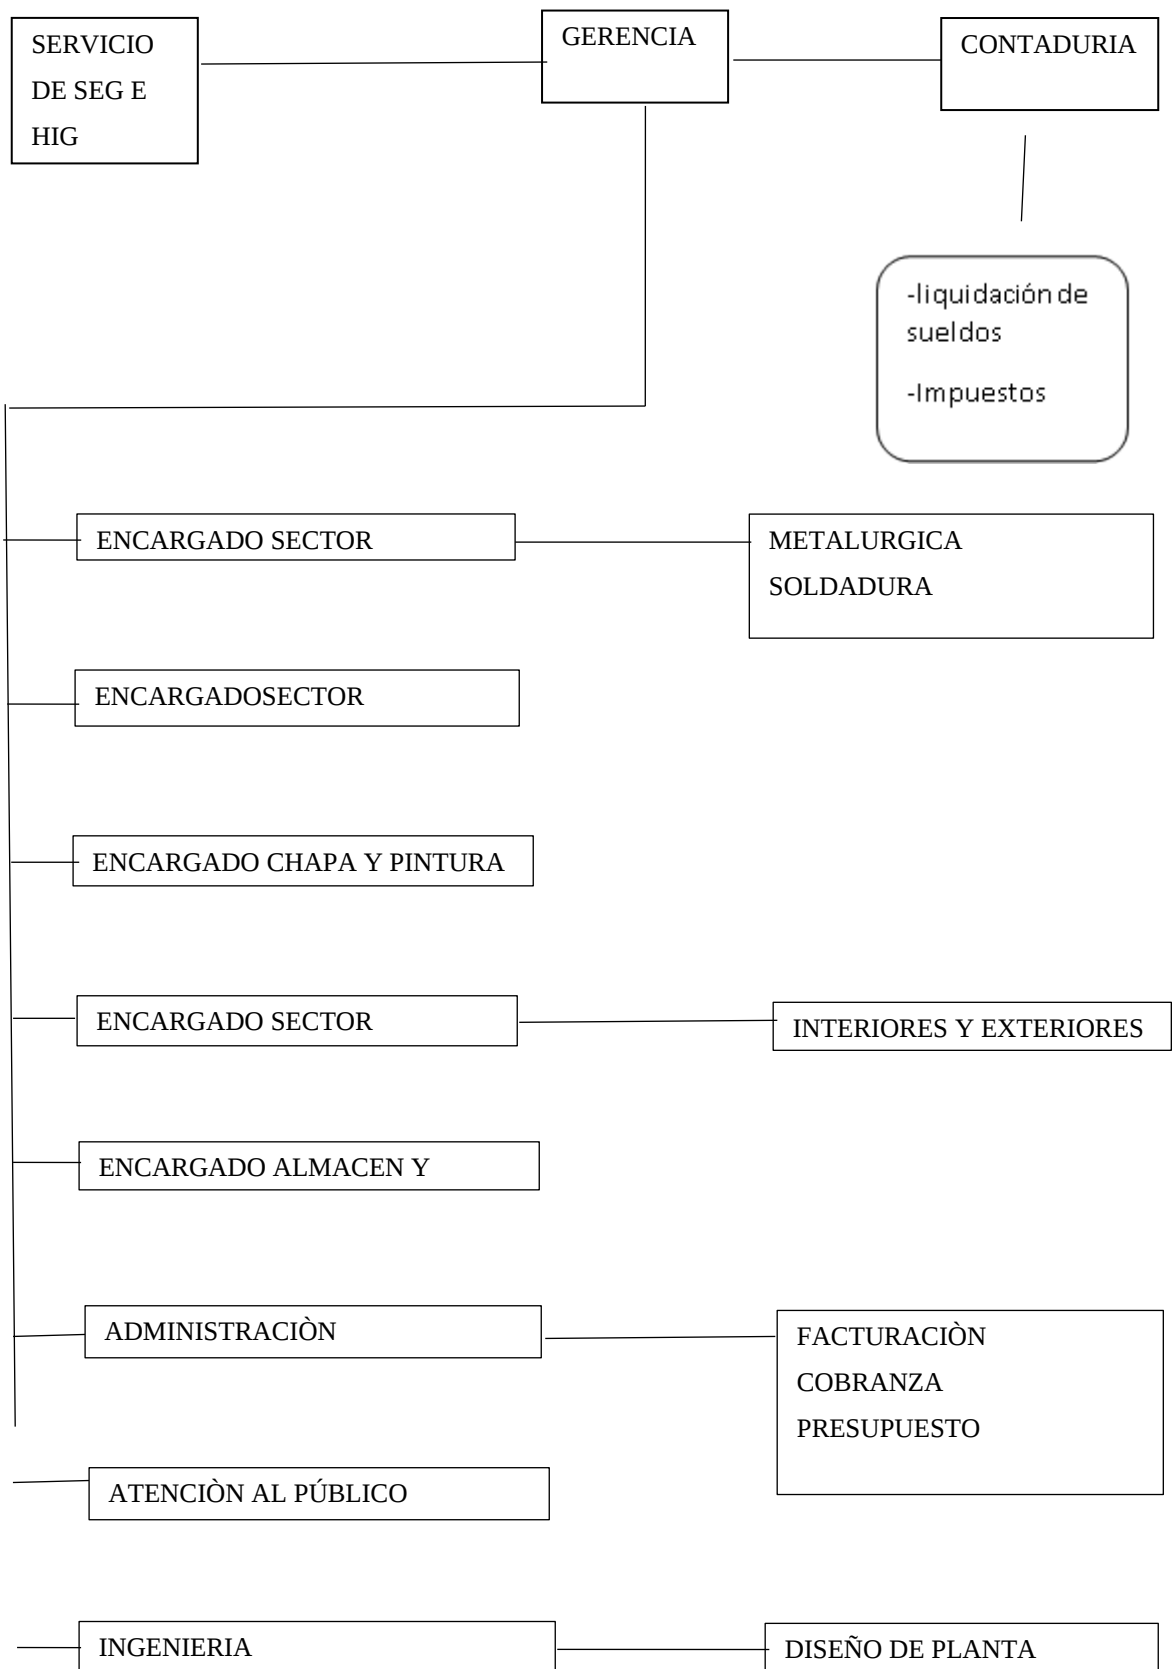 SERVICIO
DE SEG E
HIG
GERENCIA
CONTADURIA
-liquidación de
sueldos
-Impuestos
ENCARGADO SECTOR
METALURGICA
SOLDADURA
ENCARGADOSECTOR
ENCARGADO CHAPA Y PINTURA
ENCARGADO SECTOR
INTERIORES Y EXTERIORES
ENCARGADO ALMACEN Y
ADMINISTRACIÒN
FACTURACIÒN
COBRANZA
PRESUPUESTO
ATENCIÒN AL PÚBLICO
INGENIERIA
DISEÑO DE PLANTA